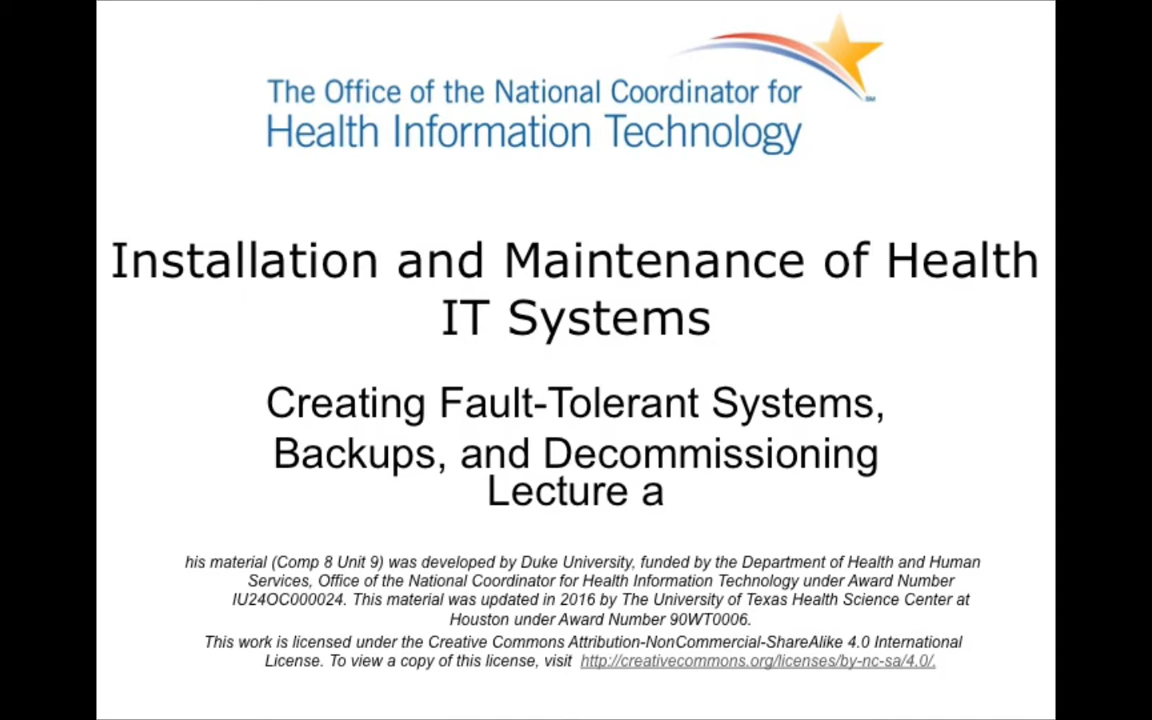 The Office of the National Coordinator for
Health Information Technology
SM
Installation and Maintenance of Health
IT Systems
Creating Fault-Tolerant Systems,
Backups, and Decommissioning
Lecture a
his material (Comp 8 Unit 9) was developed by Duke University, funded by the Department of Health and Human
Services, Office of the National Coordinator for Health Information Technology under Award Number
IU24OC000024. This material was updated in 2016 by The University of Texas Health Science Center at
Houston under Award Number 90WT0006.
This work is licensed under the Creative Commons Attribution-NonCommercial-ShareAlike 4.0 International
License. To view a copy of this license, visit http://creativecommons.org/licenses/by-nc-sa/4.0/.